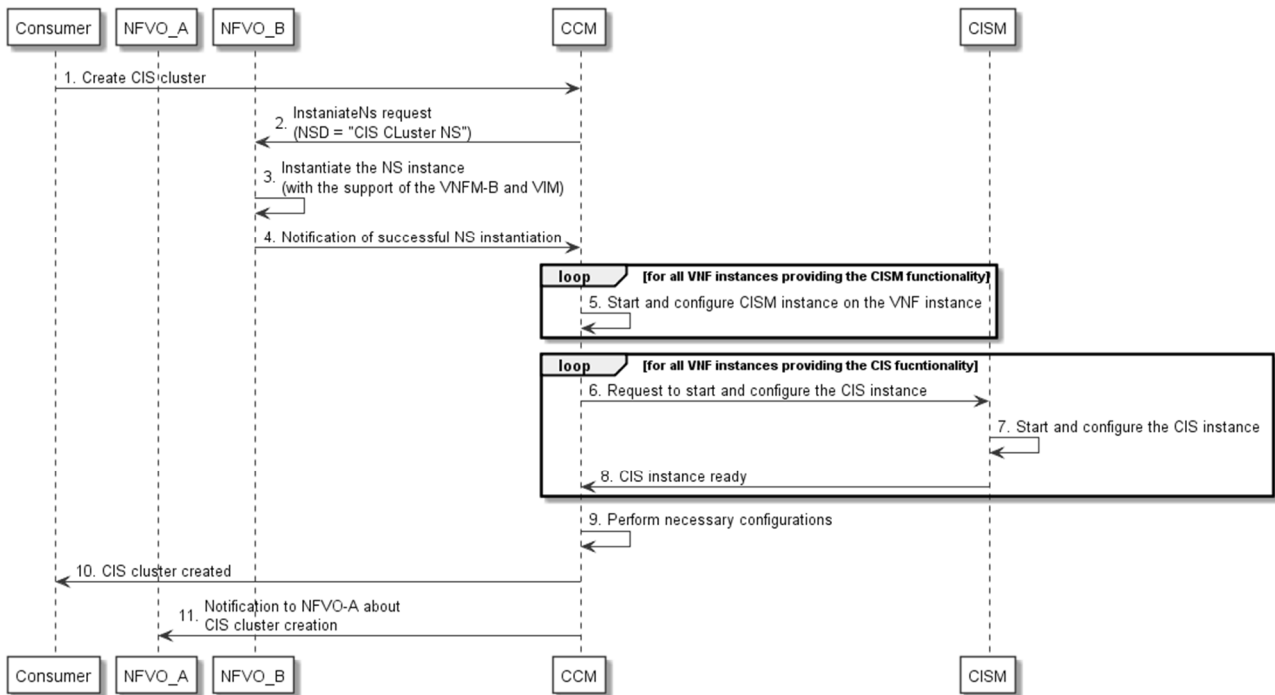 Consumer NFVO_A NFVO_B CCM CISM
1. Create CIS cluster
2. InstaniateNs request
(NSD = "CIS CLuster NS")
3. Instantiate the NS instance
(with the support of the VNFM-B and VIM)
4. Notification of successful NS instantiation
loop [for all VNF instances providing the CISM functionality]
5. Start and configure CISM instance on the VNF instance
loop [for all VNF instances providing the CIS fucntionality]
6. Request to start and configure the CIS instance
7. Start and configure the CIS instance
8. CIS instance ready
9. Perform necessary configurations
10. CIS cluster created
11. Notification to NFVO-A about
CIS cluster creation
Consumer NFVO_A NFVO_B CCM CISM